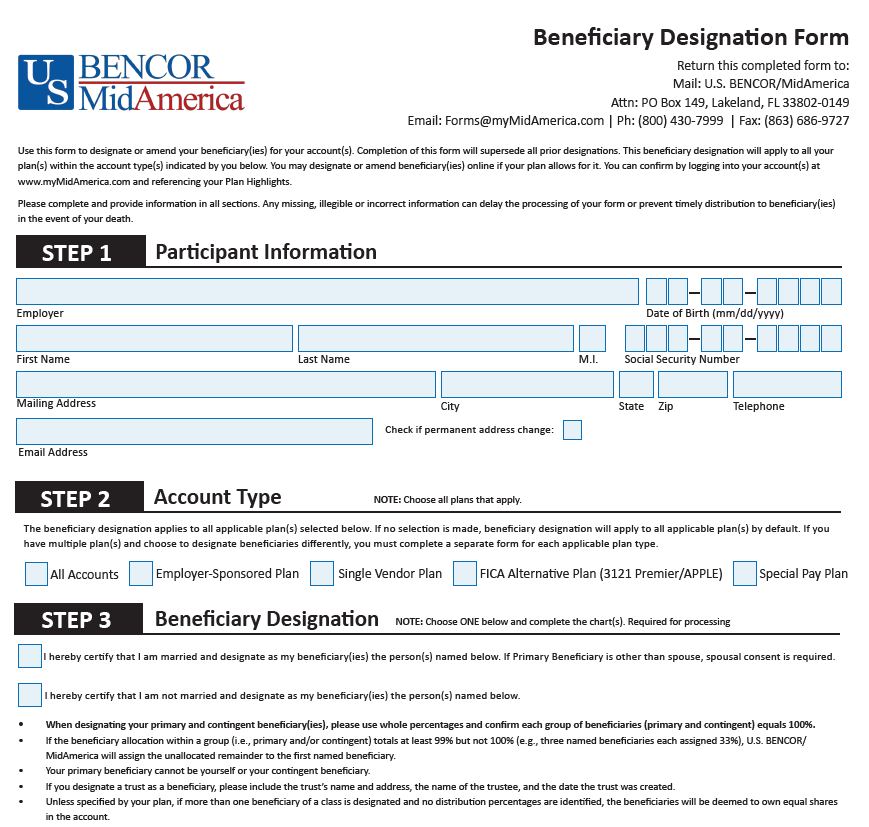 US BENCOR
MidAmerica
Beneficiary Designation Form
Return this completed form to:
Mail: U.S. BENCOR/MidAmerica
Attn: PO Box 149, Lakeland, FL 33802-0149
Email: Forms@myMidAmerica.com | Ph: (800) 430-7999 | Fax: (863) 686-9727
Use this form to designate or amend your beneficiary(ies) for your account(s). Completion of this form will supersede all prior designations. This beneficiary designation will apply to all your
plan(s) within the account type(s) indicated by you below. You may designate or amend beneficiary(ies) online if your plan allows for it. You can confirm by logging into your account(s) at
www.myMidAmerica.com and referencing your Plan Highlights.
Please complete and provide information in all sections. Any missing, illegible or incorrect information can delay the processing of your form or prevent timely distribution to beneficiary(ies)
in the event of your death.
STEP 1 Participant Information
Employer Date of Birth (mm/dd/yyyy)
First Name Last Name M.I. Social Security Number
Mailing Address City State Zip Telephone
Check if permanent address change:
Email Address
STEP 2 Account Type NOTE: Choose all plans that apply.
The beneficiary designation applies to all applicable plan(s) selected below. If no selection is made, beneficiary designation will apply to all applicable plan(s) by default. If you
have multiple plan(s) and choose to designate beneficiaries differently, you must complete a separate form for each applicable plan type.
All Accounts Employer-Sponsored Plan Single Vendor Plan FICA Alternative Plan (3121 Premier/APPLE) Special Pay Plan
STEP 3 Beneficiary Designation NOTE: Choose ONE below and complete the chart(s). Required for processing
I hereby certify that I am married and designate as my beneficiary(ies) the person(s) named below. If Primary Beneficiary is other than spouse, spousal consent is required.
I hereby certify that I am not married and designate as my beneficiary(ies) the person(s) named below.
• When designating your primary and contingent beneficiary(ies), please use whole percentages and confirm each group of beneficiaries (primary and contingent) equals 100%.
• If the beneficiary allocation within a group (i.e., primary and/or contingent) totals at least 99% but not 100% (e.g., three named beneficiaries each assigned 33%), U.S. BENCOR/
MidAmerica will assign the unallocated remainder to the first named beneficiary.
• Your primary beneficiary cannot be yourself or your contingent beneficiary.
• If you designate a trust as a beneficiary, please include the trust's name and address, the name of the trustee, and the date the trust was created.
• Unless specified by your plan, if more than one beneficiary of a class is designated and no distribution percentages are identified, the beneficiaries will be deemed to own equal shares
in the account.